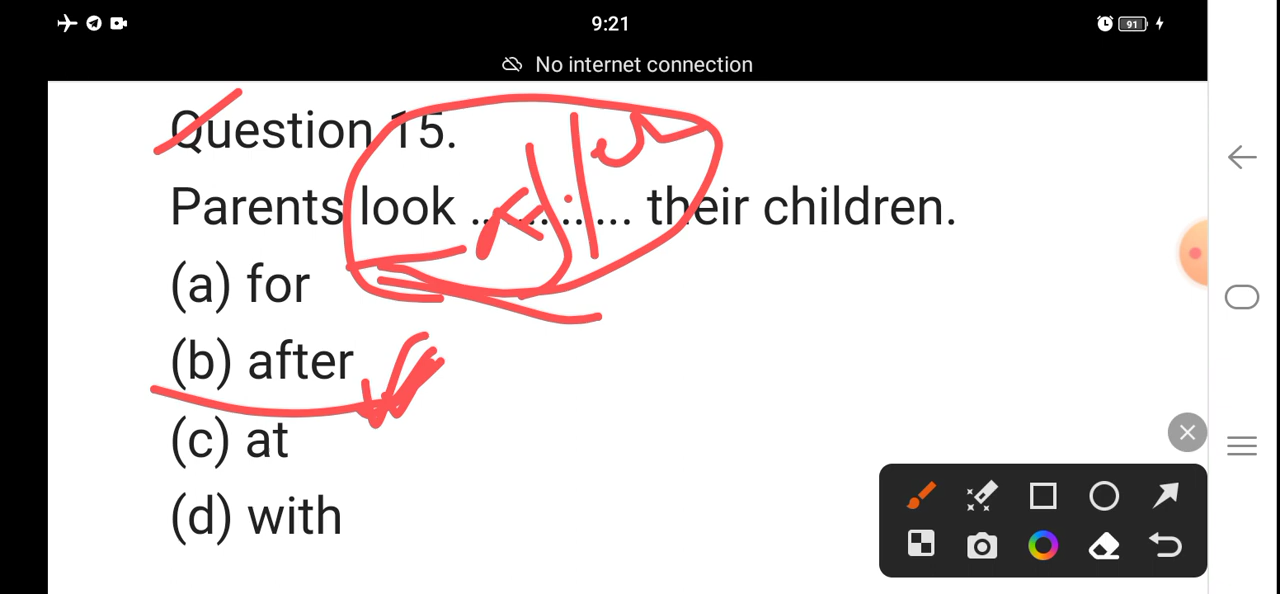 9:21
91
No internet connection
Question 15.
Parents look ............ their children.
(a) for
(b) after
(c) at
(d) with